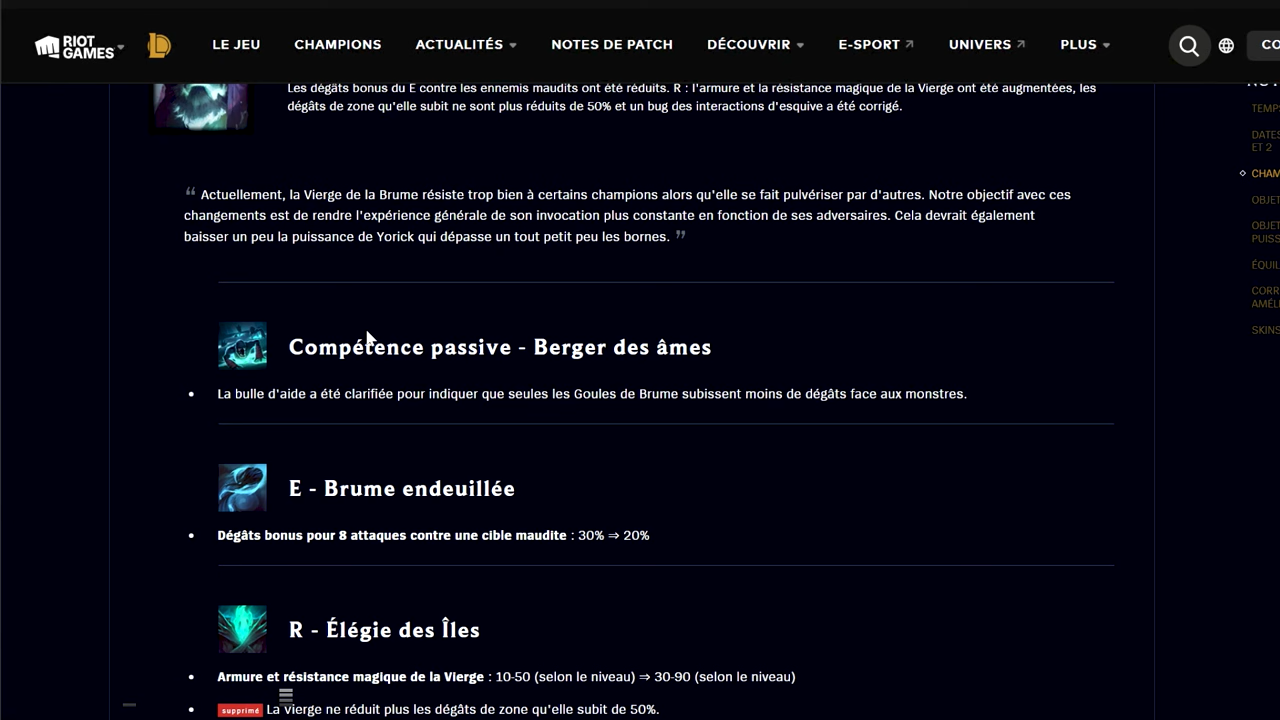 RIOT GAMES
LE JEU
CHAMPIONS
ACTUALITÉS
NOTES DE PATCH
DÉCOUVRIR
E-SPORT
UNIVERS
PLUS
CO
Les dégâts bonus du E contre les ennemis maudits ont été réduits. R : l'armure et la résistance magique de la Vierge ont été augmentées, les
dégâts de zone qu'elle subit ne sont plus réduits de 50% et un bug des interactions d'esquive a été corrigé.
“ Actuellement, la Vierge de la Brume résiste trop bien à certains champions alors qu'elle se fait pulvériser par d'autres. Notre objectif avec ces
changements est de rendre l'expérience générale de son invocation plus constante en fonction de ses adversaires. Cela devrait également
baisser un peu la puissance de Yorick qui dépasse un tout petit peu les bornes. ”
Compétence passive - Berger des âmes
• La bulle d'aide a été clarifiée pour indiquer que seules les Goules de Brume subissent moins de dégâts face aux monstres.
E - Brume endeuillée
• Dégâts bonus pour 8 attaques contre une cible maudite : 30% ⇒ 20%
R - Élégie des Îles
• Armure et résistance magique de la Vierge : 10-50 (selon le niveau) ⇒ 30-90 (selon le niveau)
• supprimé La Vierge ne réduit plus les dégâts de zone qu'elle subit de 50%.
TEMP
DATES
ET 2
CHAM
OBJET
OBJET
PUISS
ÉQUIL
CORR
AMÉLI
SKINS